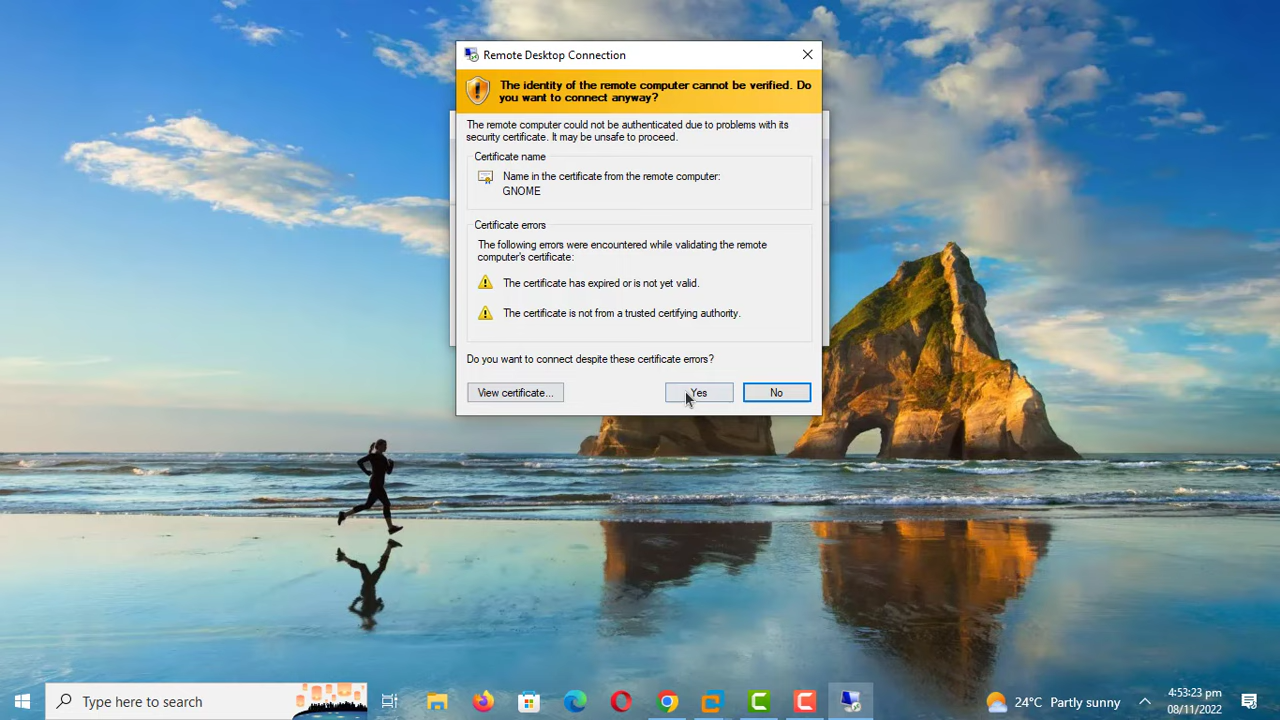 Remote Desktop Connection
The identity of the remote computer cannot be verified. Do
you want to connect anyway?
The remote computer could not be authenticated due to problems with its
security certificate. It may be unsafe to proceed.
Certificate name
Name in the certificate from the remote computer:
GNOME
Certificate errors
The following errors were encountered while validating the remote
computer's certificate:
The certificate has expired or is not yet valid.
The certificate is not from a trusted certifying authority.
Do you want to connect despite these certificate errors?
View certificate... Yes No
Type here to search
24°C Partly sunny
4:53:23 pm
08/11/2022